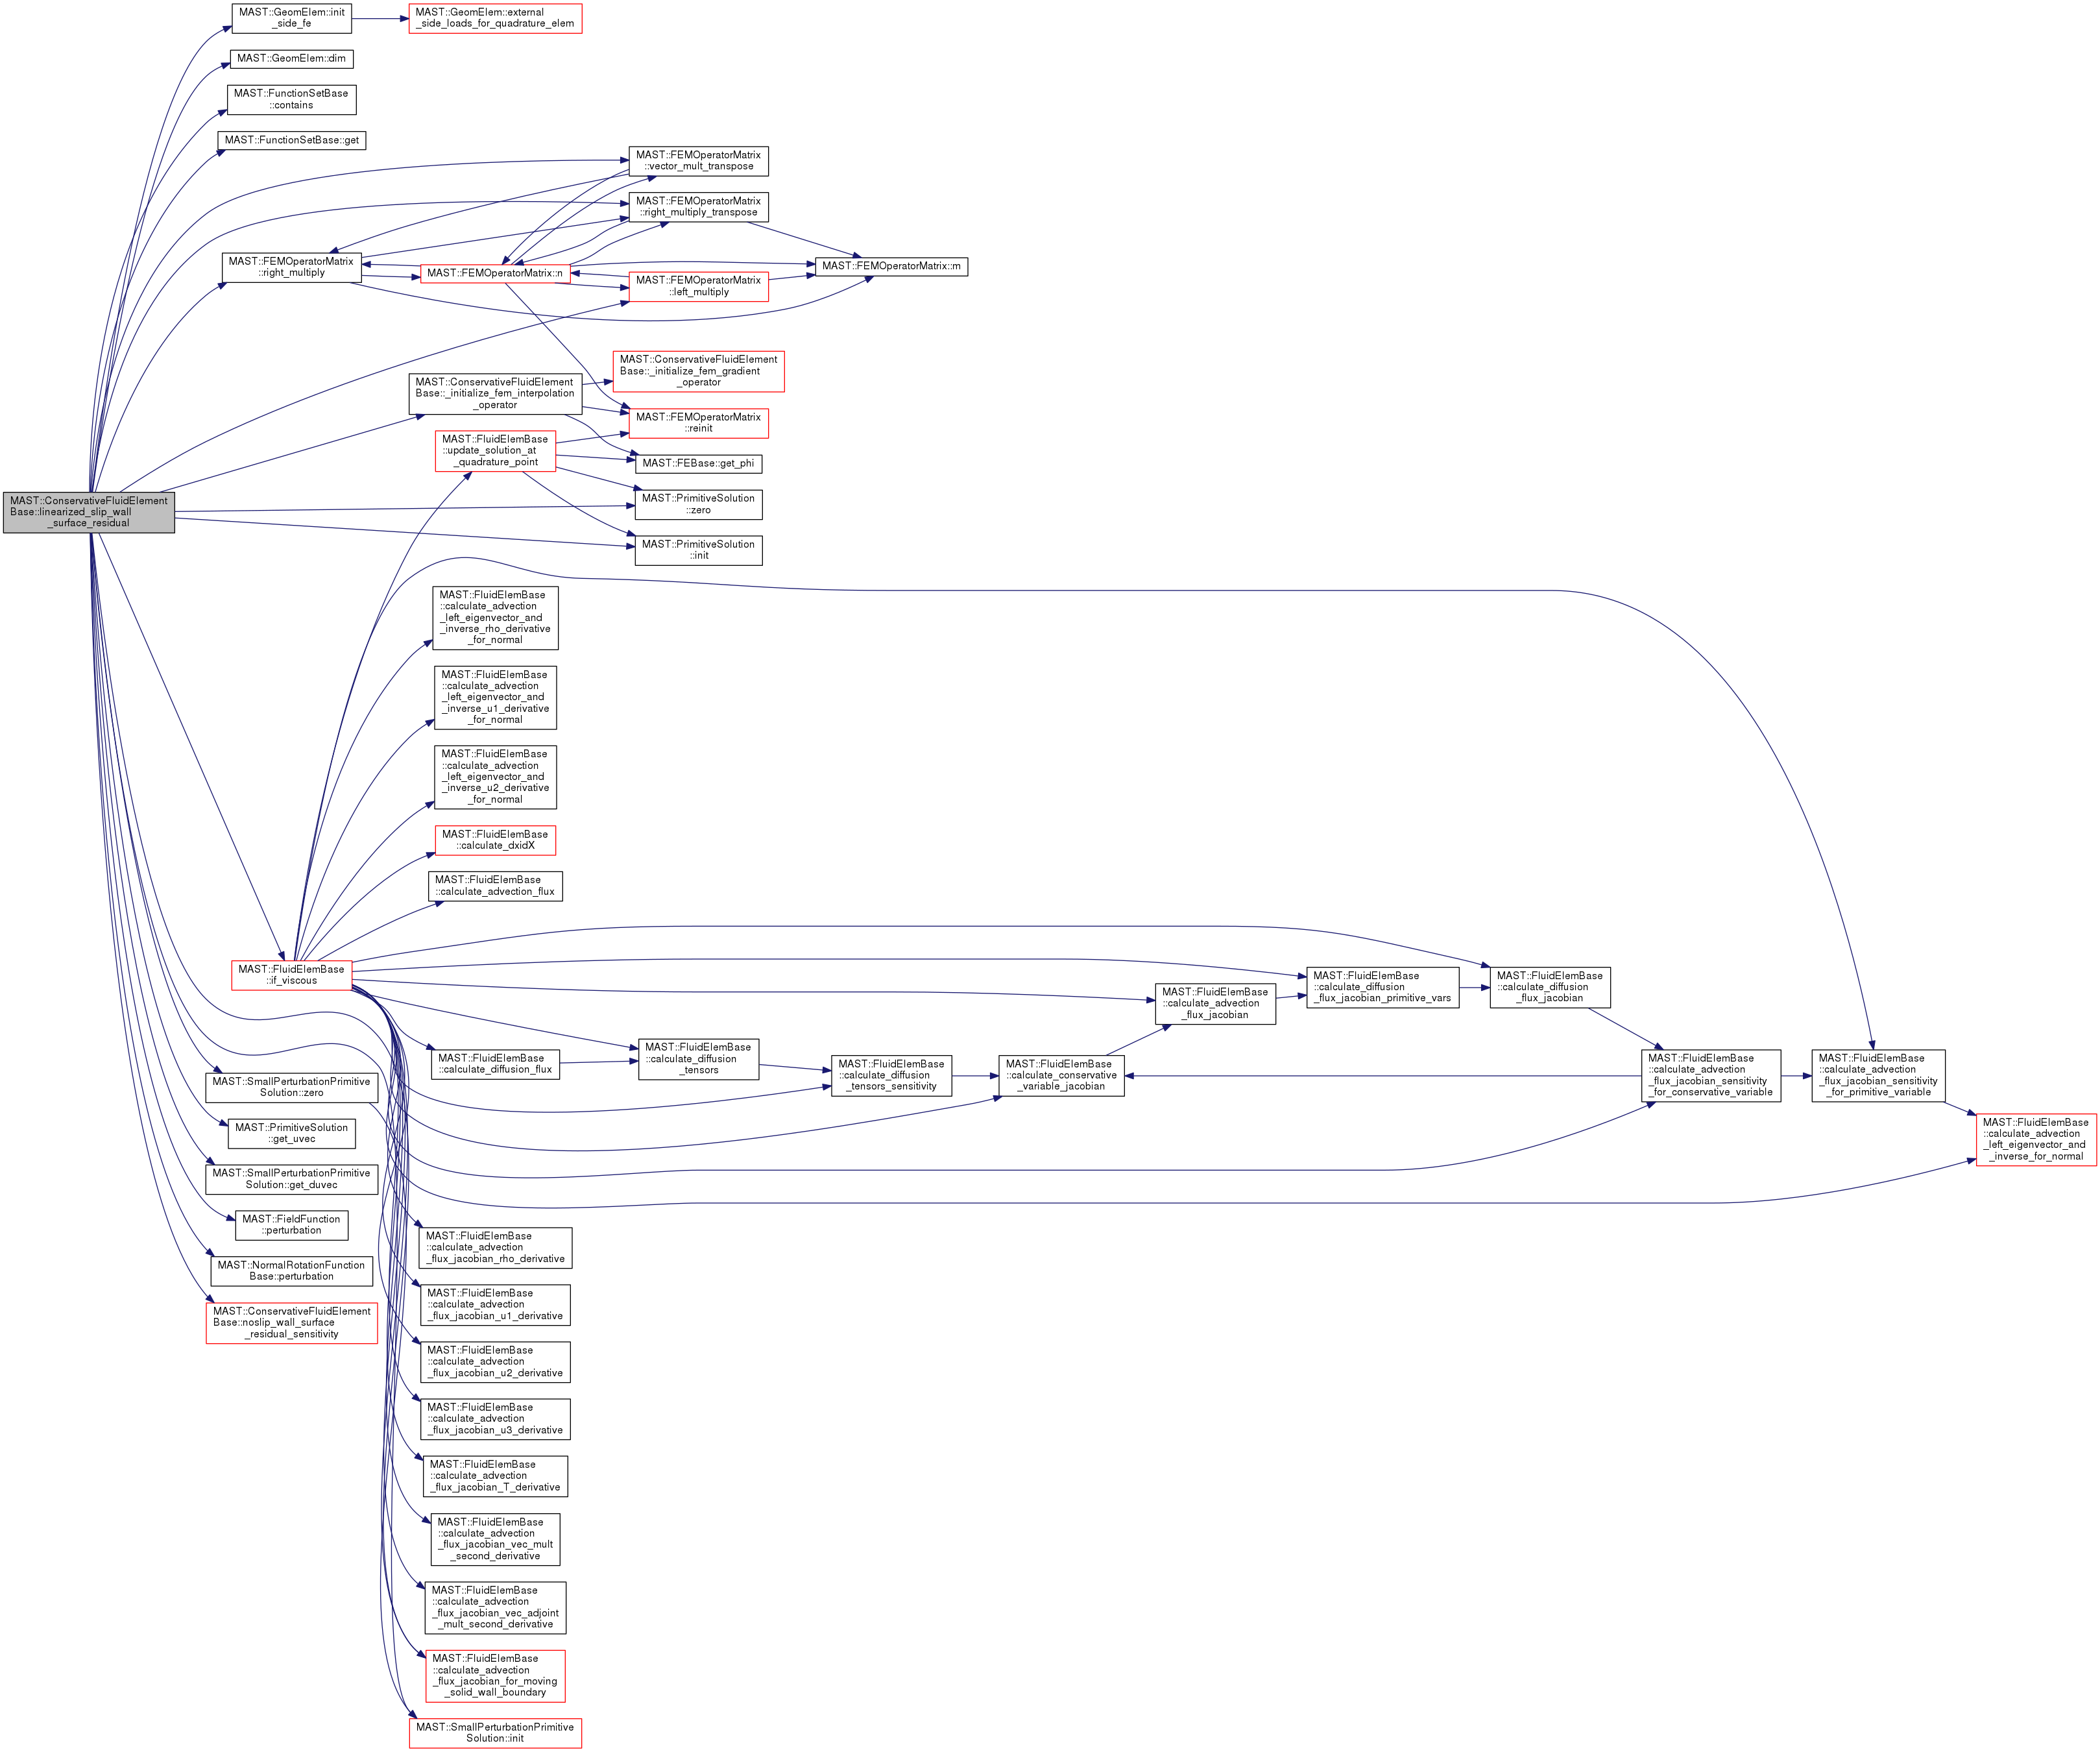 MAST::GeomElem::init
_side_fe
MAST::GeomElem::external
_side_loads_for_quadrature_elem
MAST::GeomElem::dim
MAST::FunctionSetBase
::contains
MAST::FunctionSetBase::get
MAST::FEMOperatorMatrix
::vector_mult_transpose
MAST::FEMOperatorMatrix
::right_multiply_transpose
MAST::FEMOperatorMatrix
::right_multiply
MAST::FEMOperatorMatrix::n
MAST::FEMOperatorMatrix
::left_multiply
MAST::FEMOperatorMatrix::m
MAST::ConservativeFluidElement
Base::_initialize_fem_gradient
_operator
MAST::ConservativeFluidElement
Base::_initialize_fem_interpolation
_operator
MAST::FEMOperatorMatrix
::reinit
MAST::FluidElemBase
::update_solution_at
_quadrature_point
MAST::FEBase::get_phi
MAST::PrimitiveSolution
::zero
MAST::ConservativeFluidElement
Base::linearized_slip_wall
_surface_residual
MAST::PrimitiveSolution
::init
MAST::FluidElemBase
::calculate_advection
_left_eigenvector_and
_inverse_rho_derivative
_for_normal
MAST::FluidElemBase
::calculate_advection
_left_eigenvector_and
_inverse_u1_derivative
_for_normal
MAST::FluidElemBase
::calculate_advection
_left_eigenvector_and
_inverse_u2_derivative
_for_normal
MAST::FluidElemBase
::calculate_dxidX
MAST::FluidElemBase
::calculate_advection_flux
MAST::FluidElemBase
::if_viscous
MAST::FluidElemBase
::calculate_diffusion
_flux_jacobian_primitive_vars
MAST::FluidElemBase
::calculate_diffusion
_flux_jacobian
MAST::FluidElemBase
::calculate_advection
_flux_jacobian
MAST::FluidElemBase
::calculate_diffusion_flux
MAST::FluidElemBase
::calculate_diffusion
_tensors
MAST::FluidElemBase
::calculate_diffusion
_tensors_sensitivity
MAST::FluidElemBase
::calculate_conservative
_variable_jacobian
MAST::FluidElemBase
::calculate_advection
_flux_jacobian_sensitivity
_for_conservative_variable
MAST::FluidElemBase
::calculate_advection
_flux_jacobian_sensitivity
_for_primitive_variable
MAST::FluidElemBase
::calculate_advection
_left_eigenvector_and
_inverse_for_normal
MAST::SmallPerturbationPrimitive
Solution::zero
MAST::PrimitiveSolution
::get_uvec
MAST::SmallPerturbationPrimitive
Solution::get_duvec
MAST::FieldFunction
::perturbation
MAST::NormalRotationFunction
Base::perturbation
MAST::ConservativeFluidElement
Base::noslip_wall_surface
_residual_sensitivity
MAST::FluidElemBase
::calculate_advection
_flux_jacobian_rho_derivative
MAST::FluidElemBase
::calculate_advection
_flux_jacobian_u1_derivative
MAST::FluidElemBase
::calculate_advection
_flux_jacobian_u2_derivative
MAST::FluidElemBase
::calculate_advection
_flux_jacobian_u3_derivative
MAST::FluidElemBase
::calculate_advection
_flux_jacobian_T_derivative
MAST::FluidElemBase
::calculate_advection
_flux_jacobian_vec_mult
_second_derivative
MAST::FluidElemBase
::calculate_advection
_flux_jacobian_vec_adjoint
_mult_second_derivative
MAST::FluidElemBase
::calculate_advection
_flux_jacobian_for_moving
_solid_wall_boundary
MAST::SmallPerturbationPrimitive
Solution::init